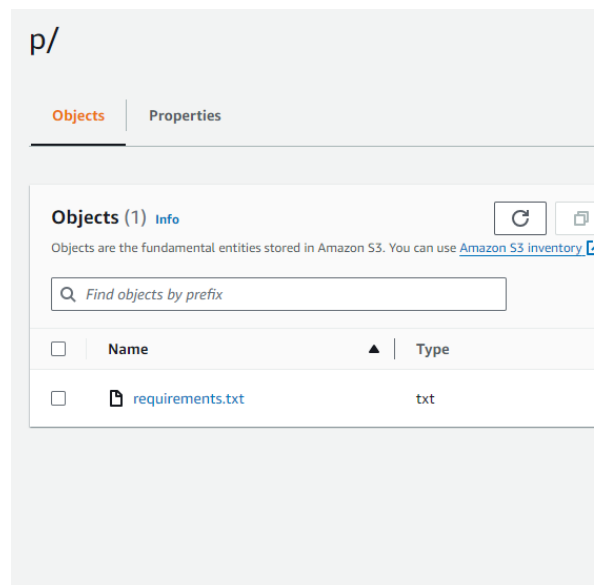 p/
Objects Properties
Objects (1) Info
Objects are the fundamental entities stored in Amazon S3. You can use Amazon S3 inventory
Find objects by prefix
Name Type
requirements.txt txt